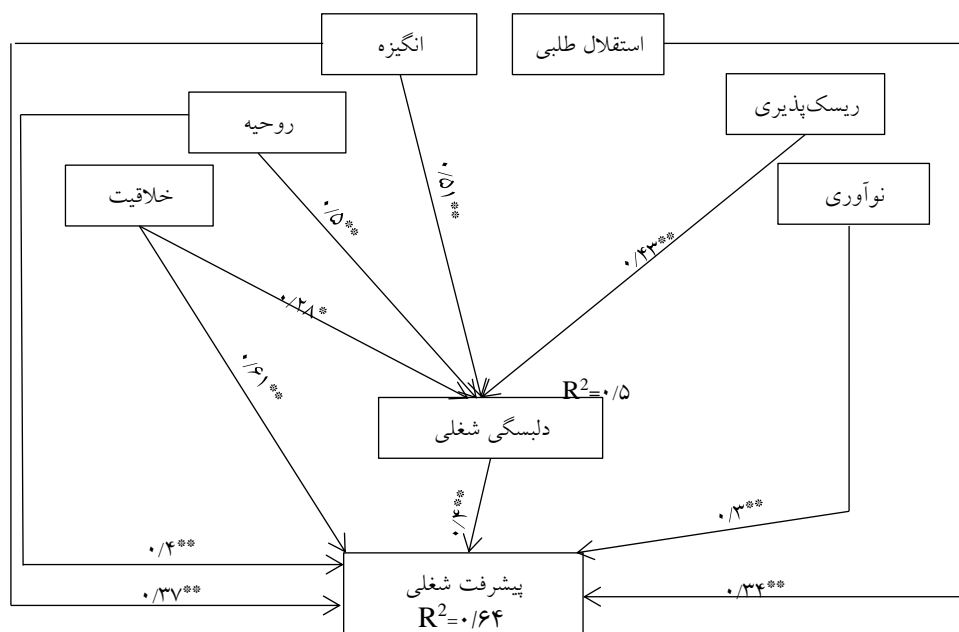 استقلال طلبی
انگیزه
ریسک‌پذیری
روحیه
نوآوری
خلاقیت
۰/۵۱**
۰/۵**
۰/۴۳**
۰/۲۸*
۰/۶۱**
R²=۰/۵
دلبسگی شغلی
۰/۴**
۰/۳**
۰/۴**
پیشرفت شغلی
۰/۳۷**
۰/۳۴**
R²=۰/۶۴